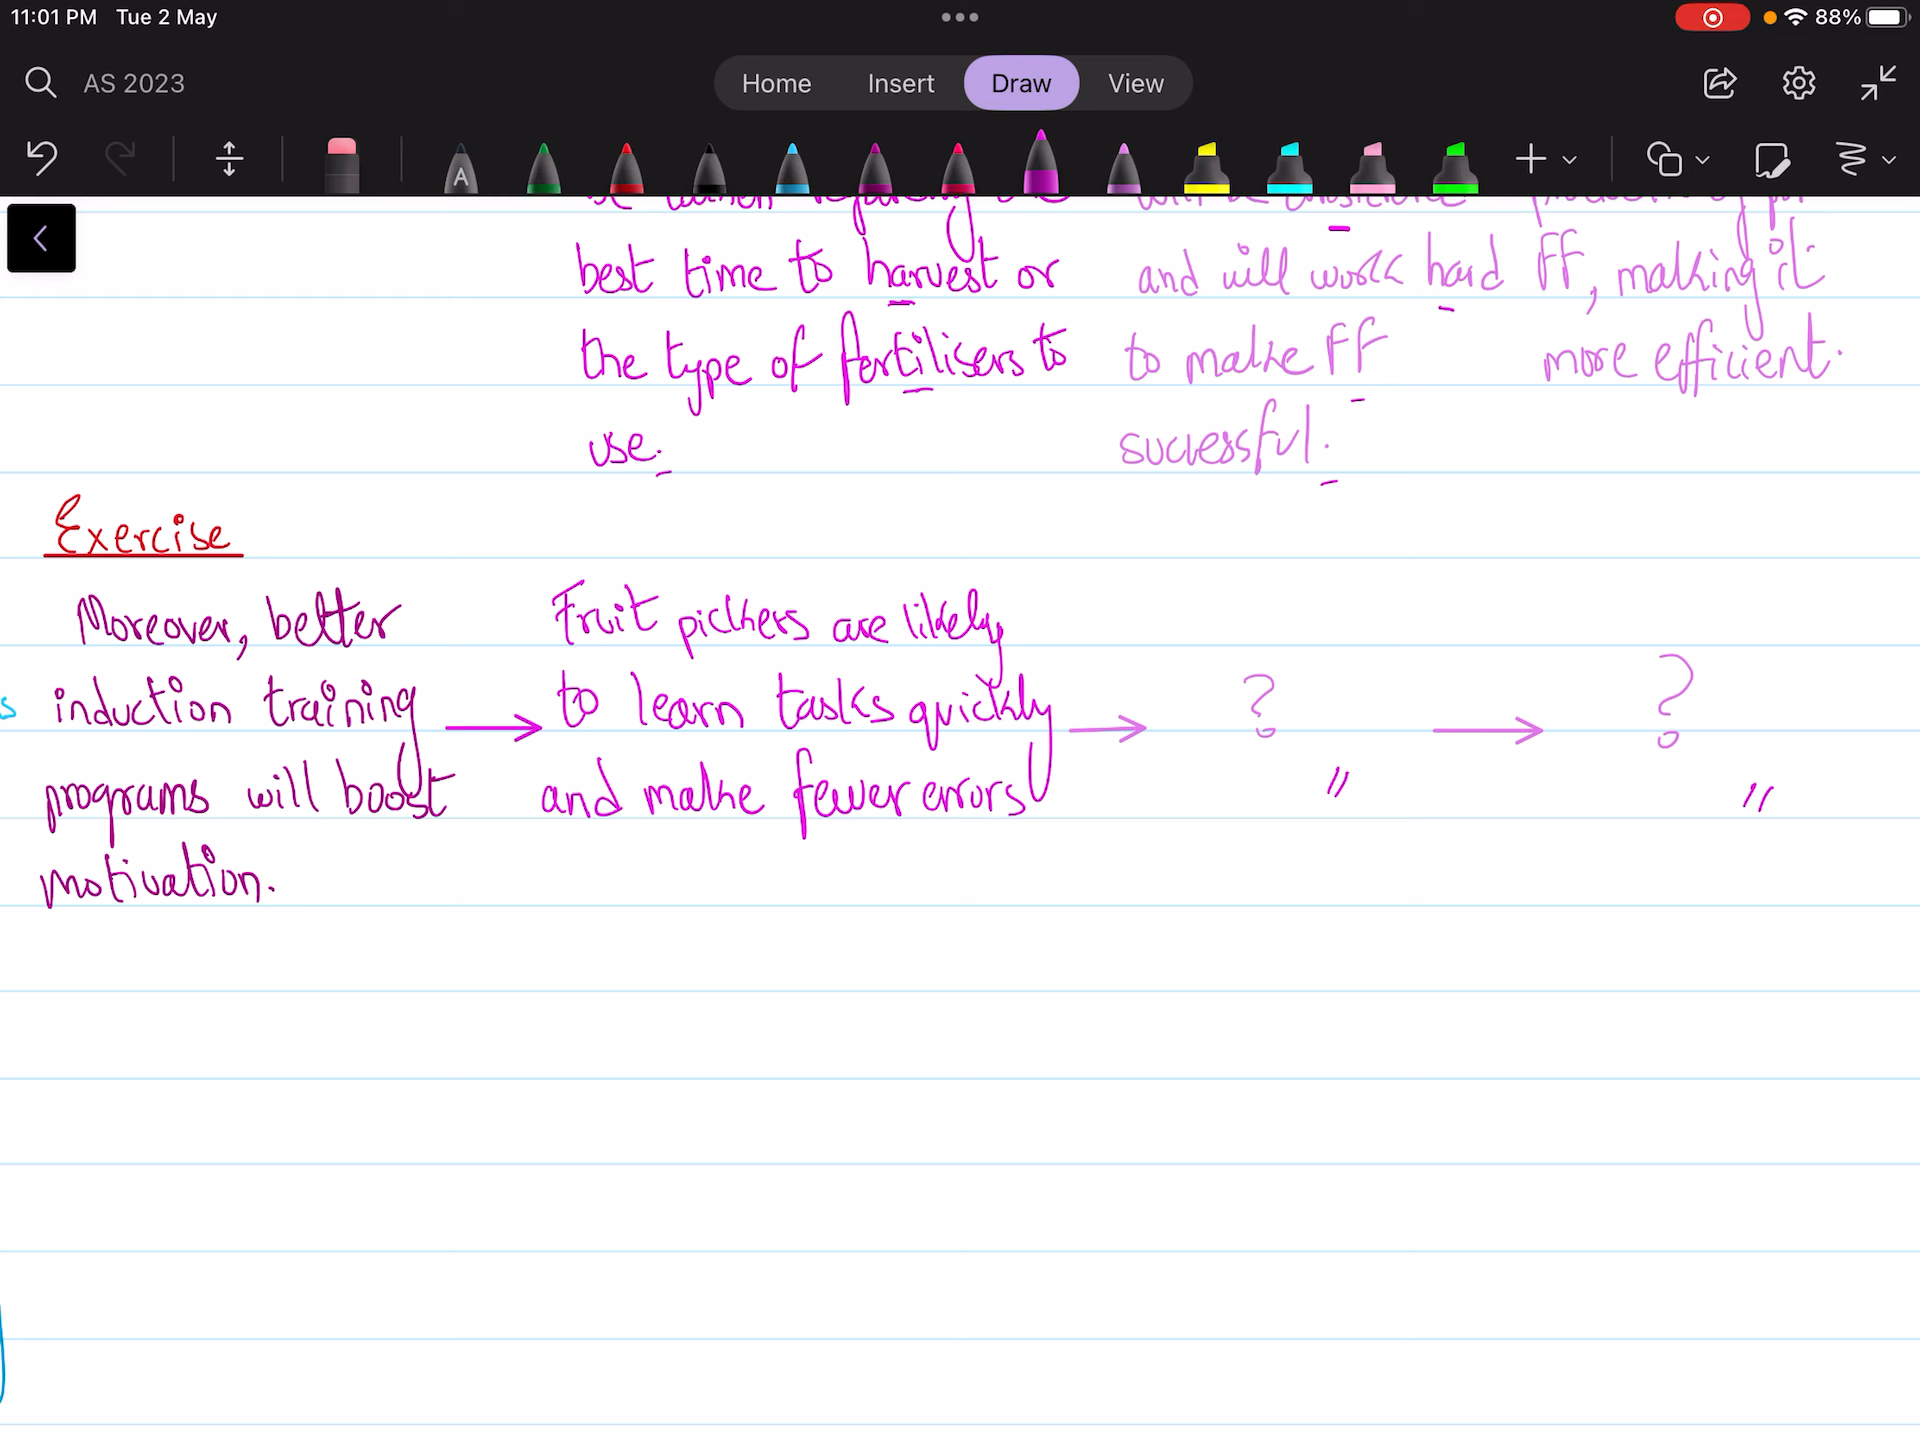 11:01 PM Tue 2 May
88%
AS 2023
Home Insert Draw View
A
best time to harvest or
the type of fertilisers to
use.
and will work hard
to make FF
successful.
FF, making it
more efficient.
Exercise
Moreover, better
induction training
programs will boost
motivation.
→ Fruit pickers are likely
to learn tasks quickly
and make fewer errors
→ ?
"
→ ?
"